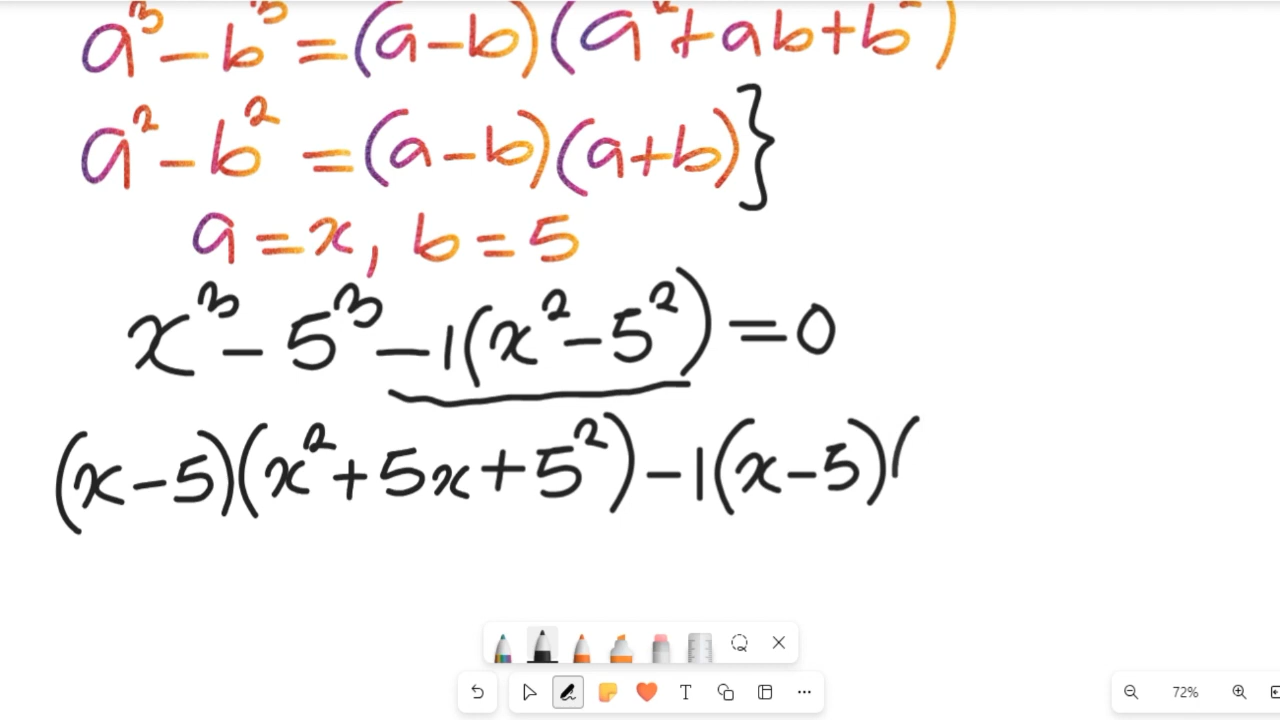 a³-b³=(a-b)(a²+ab+b²)
a²-b²=(a-b)(a+b)}
a=x, b=5
x³-5³-1(x²-5²)=0
(x-5)(x²+5x+5²)-1(x-5)(
T
72%